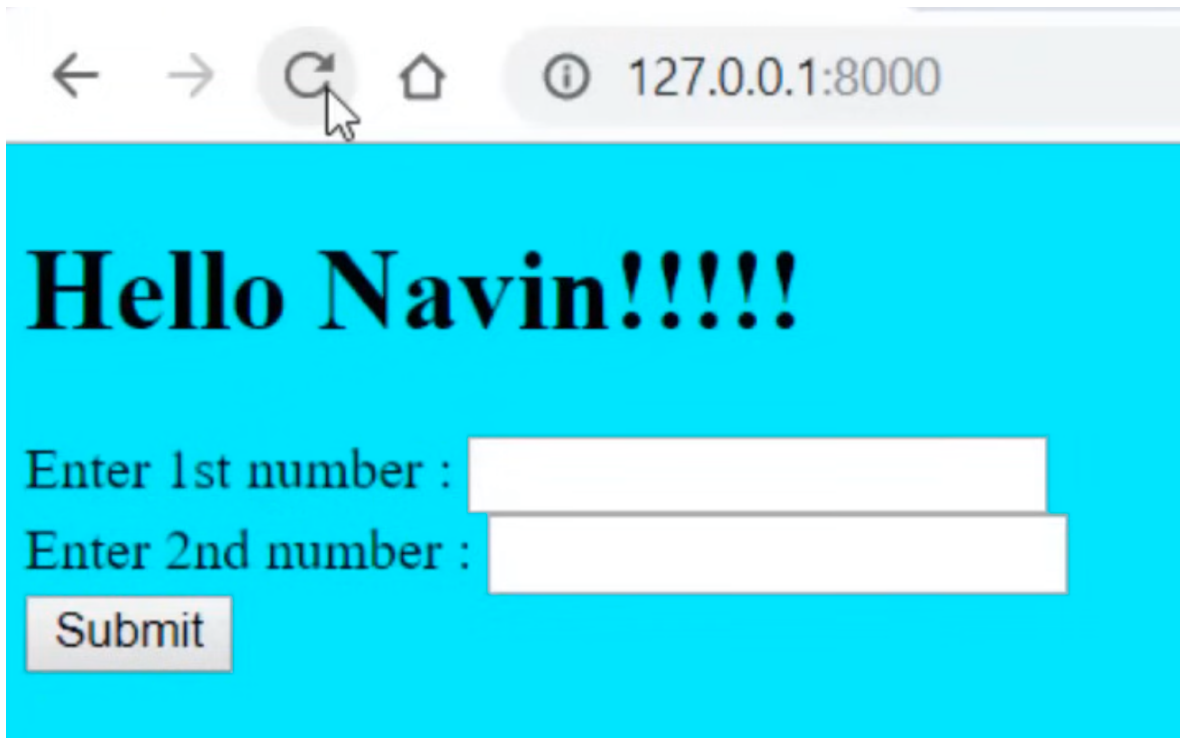 127.0.0.1:8000
Hello Navin!!!!!
Enter 1st number :
Enter 2nd number :
Submit